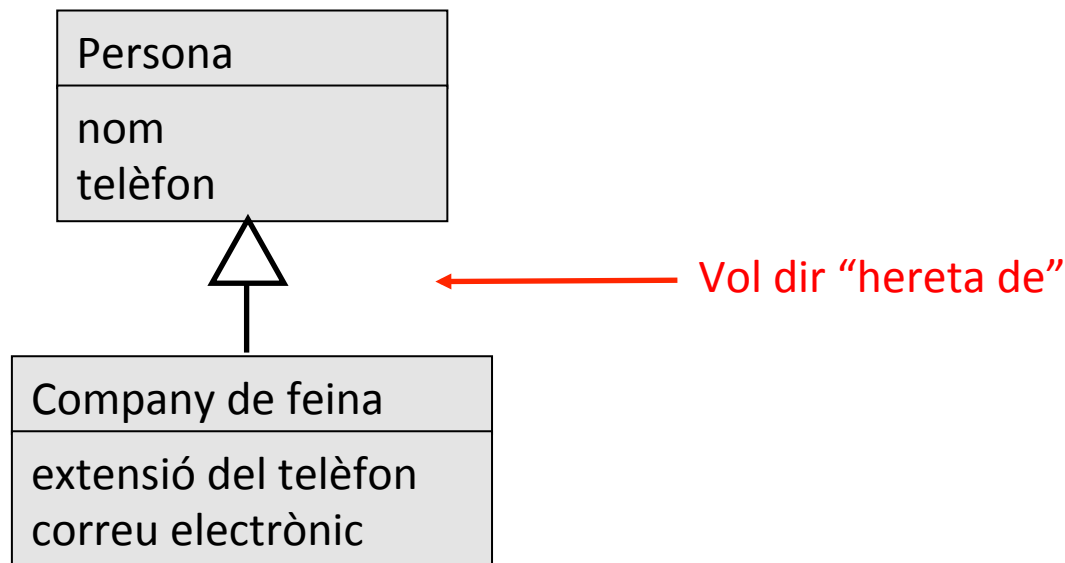 Persona
nom
telèfon
Vol dir “hereta de”
Company de feina
extensió del telèfon
correu electrònic